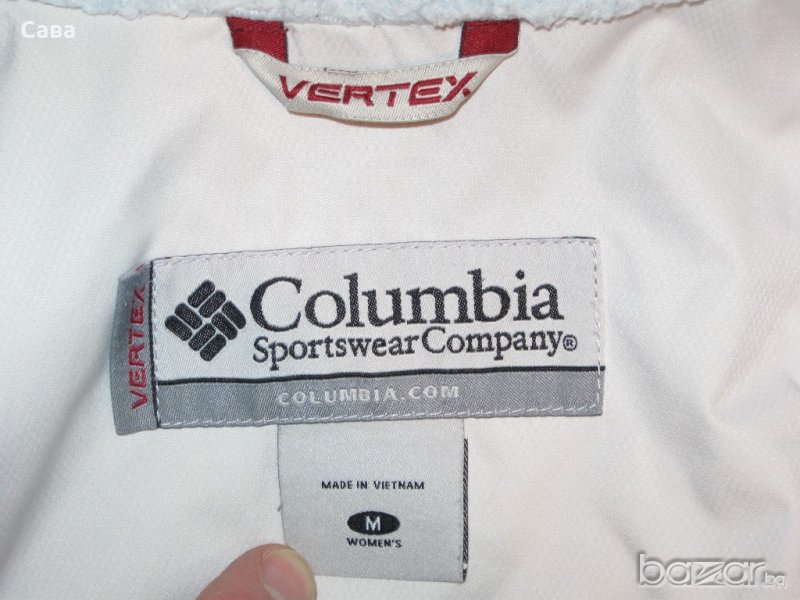 Сава
VERTEX
VERTEX
Columbia
Sportswear Company®
COLUMBIA.COM
MADE IN VIETNAM
M
WOMEN'S
bazar.bg